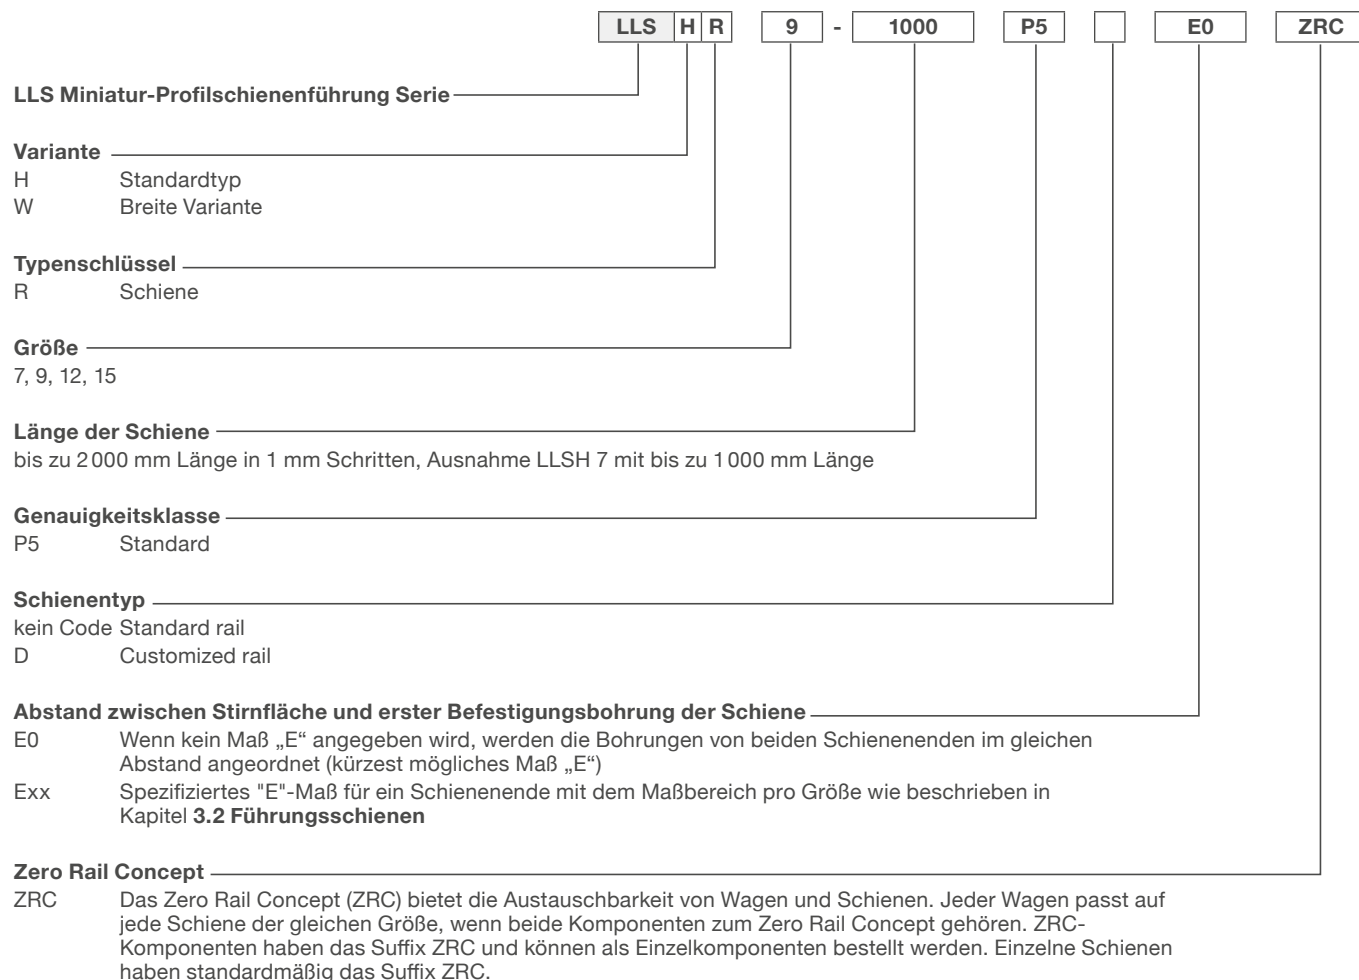 LLS H R 9 - 1000 P5 E0 ZRC
LLS Miniatur-Profilschienenführung Serie
Variante
H Standardtyp
W Breite Variante
Typenschlüssel
R Schiene
Größe
7, 9, 12, 15
Länge der Schiene
bis zu 2 000 mm Länge in 1 mm Schritten, Ausnahme LLSH 7 mit bis zu 1 000 mm Länge
Genauigkeitsklasse
P5 Standard
Schienentyp
kein Code Standard rail
D Customized rail
Abstand zwischen Stirnfläche und erster Befestigungsbohrung der Schiene
E0 Wenn kein Maß „E“ angegeben wird, werden die Bohrungen von beiden Schienenenden im gleichen
Abstand angeordnet (kürzest mögliches Maß „E“)
Exx Spezifiziertes "E"-Maß für ein Schienenende mit dem Maßbereich pro Größe wie beschrieben in
Kapitel 3.2 Führungsschienen
Zero Rail Concept
ZRC Das Zero Rail Concept (ZRC) bietet die Austauschbarkeit von Wagen und Schienen. Jeder Wagen passt auf
jede Schiene der gleichen Größe, wenn beide Komponenten zum Zero Rail Concept gehören. ZRC-
Komponenten haben das Suffix ZRC und können als Einzelkomponenten bestellt werden. Einzelne Schienen
haben standardmäßig das Suffix ZRC.